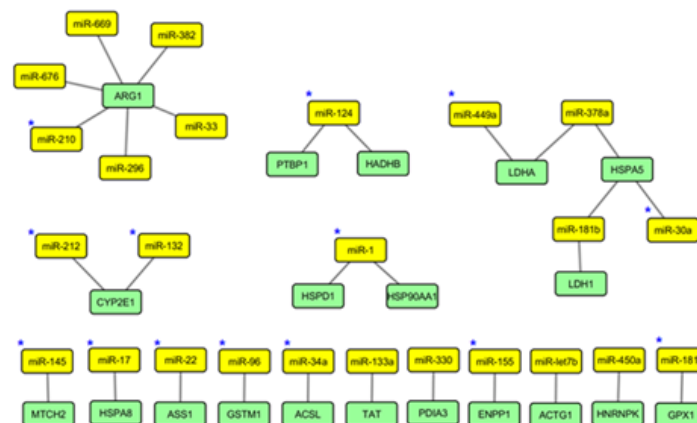 miR-669
miR-382
miR-676
ARG1
* miR-210
miR-33
miR-296
* miR-124
PTBP1
HADHB
* miR-449a
miR-378a
LDHA
HSPA5
miR-181b
* miR-30a
LDH1
* miR-212
* miR-132
CYP2E1
* miR-1
HSPD1
HSP90AA1
* miR-145 * miR-17 * miR-22 * miR-96 * miR-34a miR-133a miR-330 * miR-155 miR-let7b miR-450a * miR-181
MTCH2 HSPA8 ASS1 GSTM1 ACSL TAT PDIA3 ENPP1 ACTG1 HNRNPK GPX1